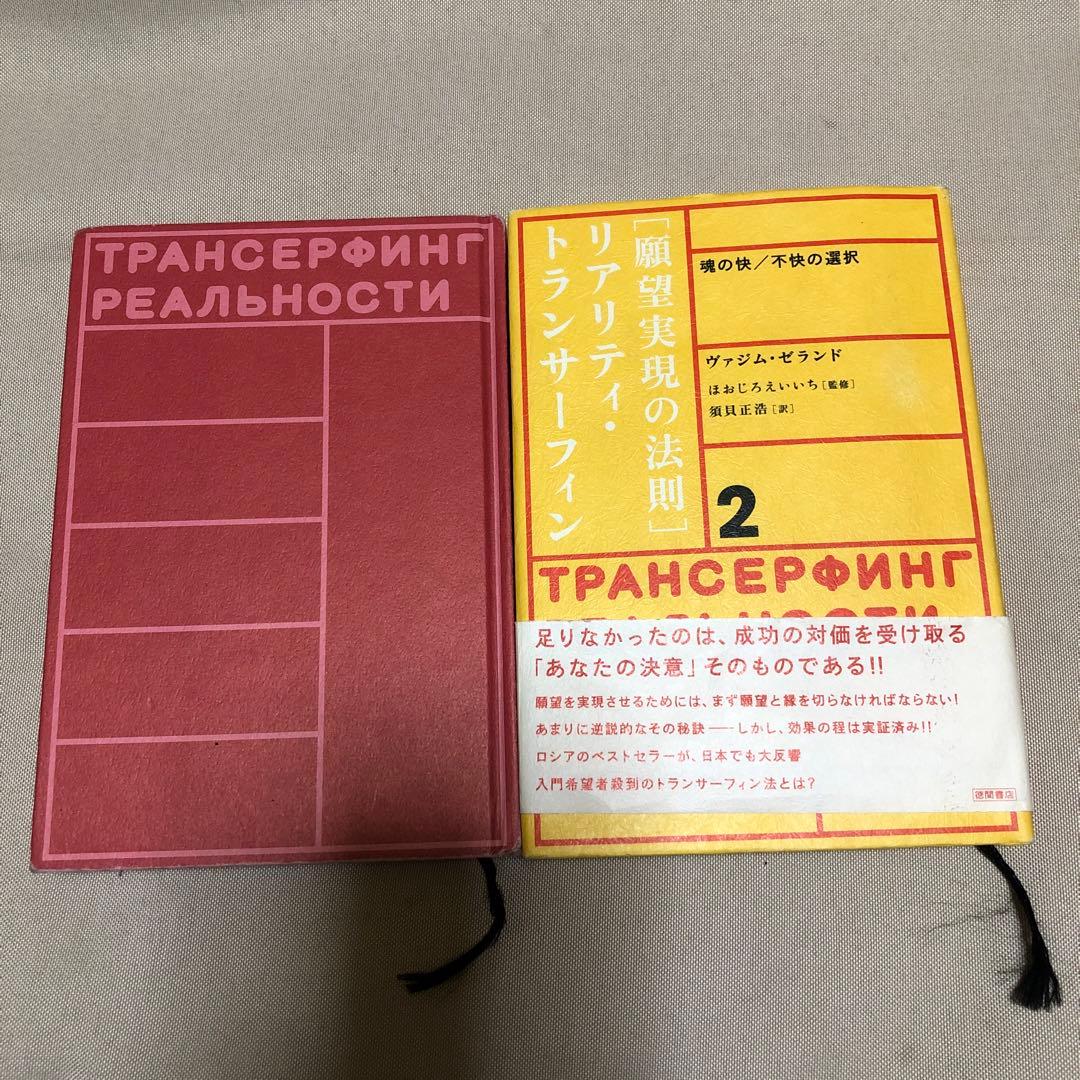 ТРАНСЕРФИНГ
РЕАЛЬНОСТИ
[願望実現の法則]
リアリティ・
トランサーフィン
魂の快／不快の選択
ヴァジム・ゼランド
ほおじろえいいち[監修]
須貝正浩[訳]
2
ТРАНСЕРФИНГ
РЕАЛЬНОСТИ
足りなかったのは、成功の対価を受け取る
「あなたの決意」そのものである!!
願望を実現させるためには、まず願望と縁を切らなければならない!
あまりに逆説的なその秘訣――しかし、効果の程は実証済み!!
ロシアのベストセラーが、日本でも大反響
入門希望者殺到のトランサーフィン法とは?
徳間書店